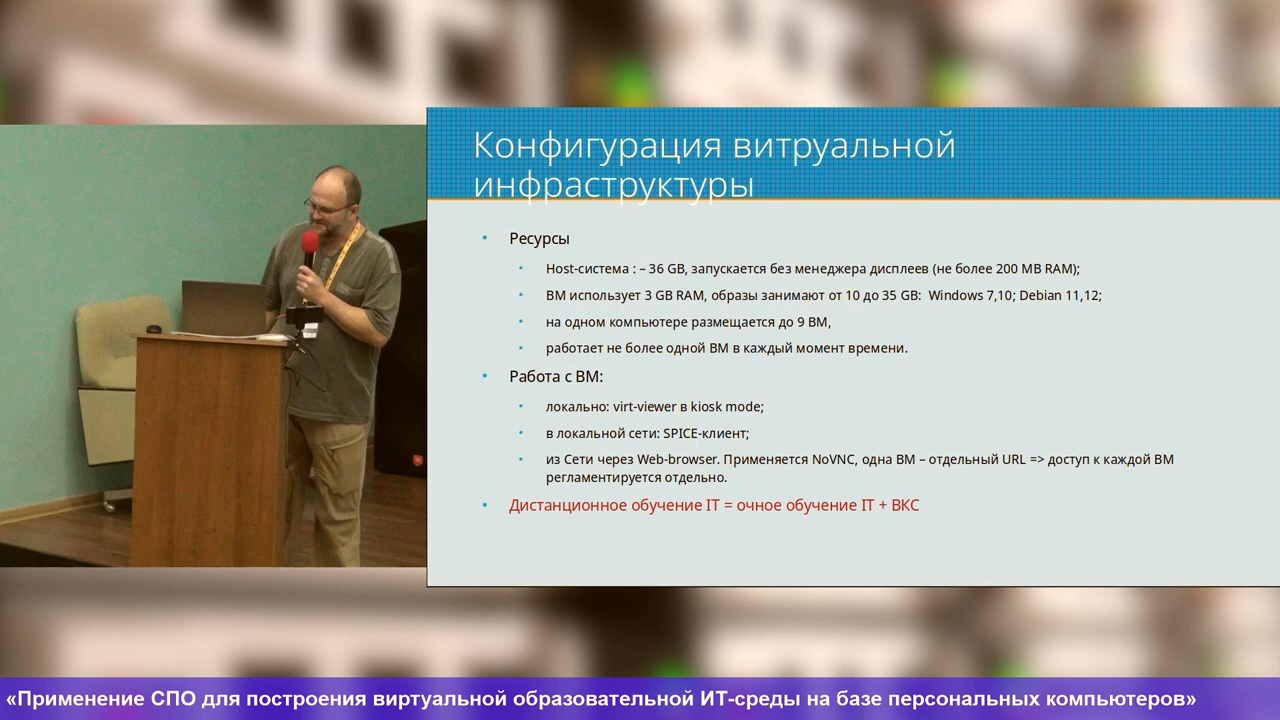 Конфигурация витруальной
инфраструктуры
Ресурсы
Host-система : – 36 GB, запускается без менеджера дисплеев (не более 200 MB RAM);
ВМ использует 3 GB RAM, образы занимают от 10 до 35 GB:  Windows 7,10; Debian 11,12;
на одном компьютере размещается до 9 ВМ,
работает не более одной ВМ в каждый момент времени.
Работа с ВМ:
локально: virt-viewer в kiosk mode;
в локальной сети: SPICE-клиент;
из Сети через Web-browser. Применяется NoVNC, одна ВМ – отдельный URL => доступ к каждой ВМ
регламентируется отдельно.
Дистанционное обучение IT = очное обучение IT + ВКС
«Применение СПО для построения виртуальной образовательной ИТ-среды на базе персональных компьютеров»